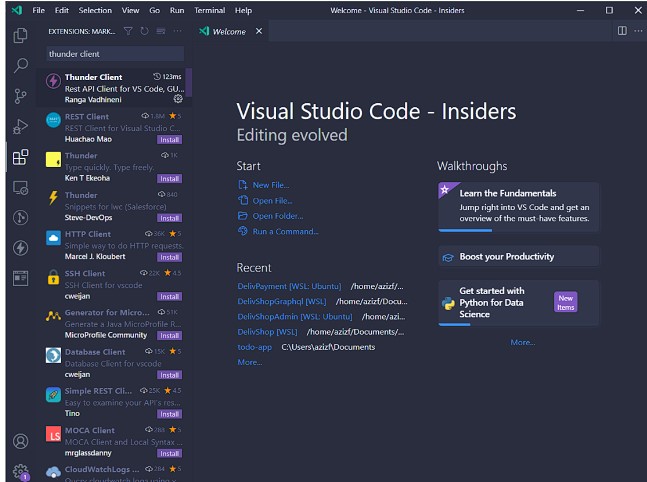 File Edit Selection View Go Run Terminal Help
Welcome - Visual Studio Code - Insiders
EXTENSIONS: MARK...
Welcome
thunder client
Thunder Client 123ms
Rest API Client for VS Code, GU...
Ranga Vadhineni
REST Client 1.8M 5
REST Client for Visual Studio C...
Huachao Mao Install
Thunder 1K
Type quickly. Type freely.
Ken T Ekeoha Install
Thunder 840
Snippets for lwc (Salesforce)
Steve-DevOps Install
HTTP Client 36K 5
Simple way to do HTTP requests.
Marcel J. Kloubert Install
SSH Client 22K 4.5
SSH Client for vscode
cweijan Install
Generator for Micro... 51K
Generate a Java MicroProfile R...
MicroProfile Community Install
Database Client 15K 5
Database Client for vscode
cweijan Install
Simple REST Cli... 25K 4.5
Easy to examine your API's res...
Tino Install
MOCA Client 288 5
MOCA Client and Local Syntax ...
mrglassdanny Install
CloudWatchLogs ... 284 5
Query cloudwatch logs using v
1
Visual Studio Code - Insiders
Editing evolved
Start
New File...
Open File...
Open Folder...
Run a Command...
Recent
DelivPayment [WSL: Ubuntu] /home/azizf/...
DelivShopGraphql [WSL] /home/azizf/Docu...
DelivShopAdmin [WSL: Ubuntu] /home/azi...
DelivShop [WSL] /home/azizf/Documents/...
todo-app C:\Users\azizf\Documents
More...
Walkthroughs
Learn the Fundamentals
Jump right into VS Code and get an
overview of the must-have features.
Boost your Productivity
Get started with
Python for Data
Science
New
Items
More...